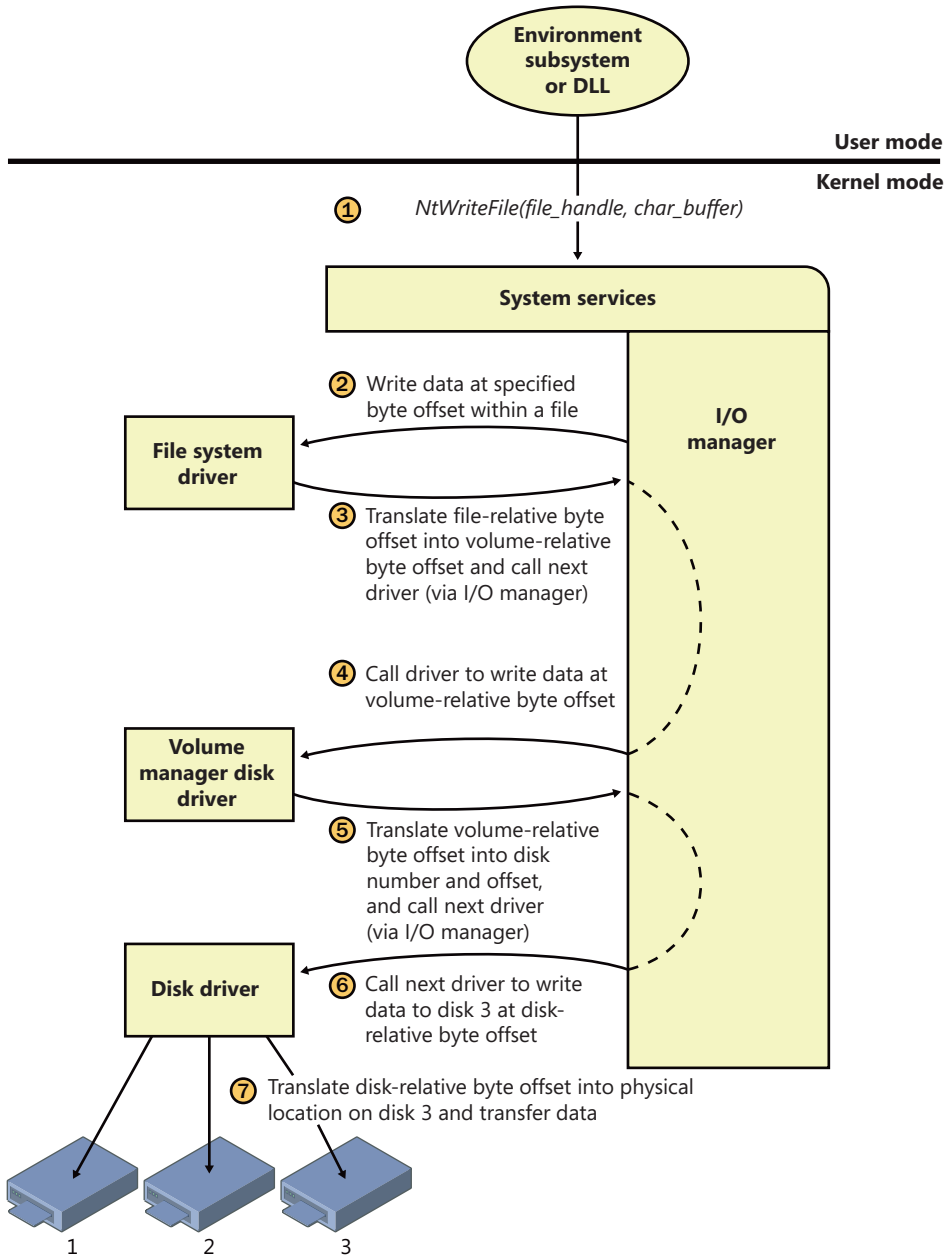 Environment
subsystem
or DLL
User mode
Kernel mode
1 NtWriteFile(file_handle, char_buffer)
System services
2 Write data at specified
byte offset within a file
I/O
manager
File system
driver
3 Translate file-relative byte
offset into volume-relative
byte offset and call next
driver (via I/O manager)
4 Call driver to write data at
volume-relative byte offset
Volume
manager disk
driver
5 Translate volume-relative
byte offset into disk
number and offset,
and call next driver
(via I/O manager)
Disk driver
6 Call next driver to write
data to disk 3 at disk-
relative byte offset
7 Translate disk-relative byte offset into physical
location on disk 3 and transfer data
1 2 3